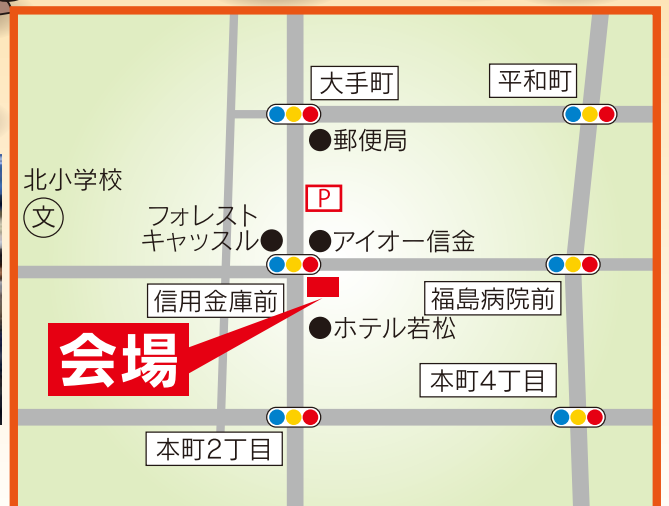 大手町
平和町
郵便局
北小学校
文
P
フォレスト
キャッスル
アイオー信金
信用金庫前
福島病院前
会場
ホテル若松
本町4丁目
本町2丁目